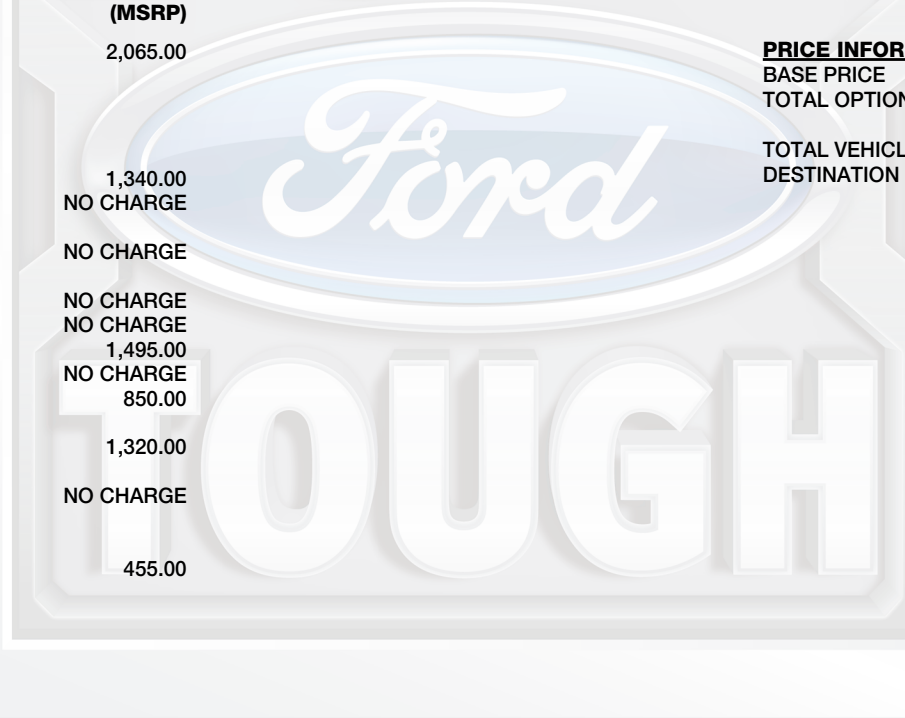 (MSRP)
2,065.00
1,340.00
NO CHARGE
NO CHARGE
NO CHARGE
NO CHARGE
1,495.00
NO CHARGE
850.00
1,320.00
NO CHARGE
455.00
PRICE INFOR
BASE PRICE
TOTAL OPTION
TOTAL VEHICL
DESTINATION
Ford
TOUGH